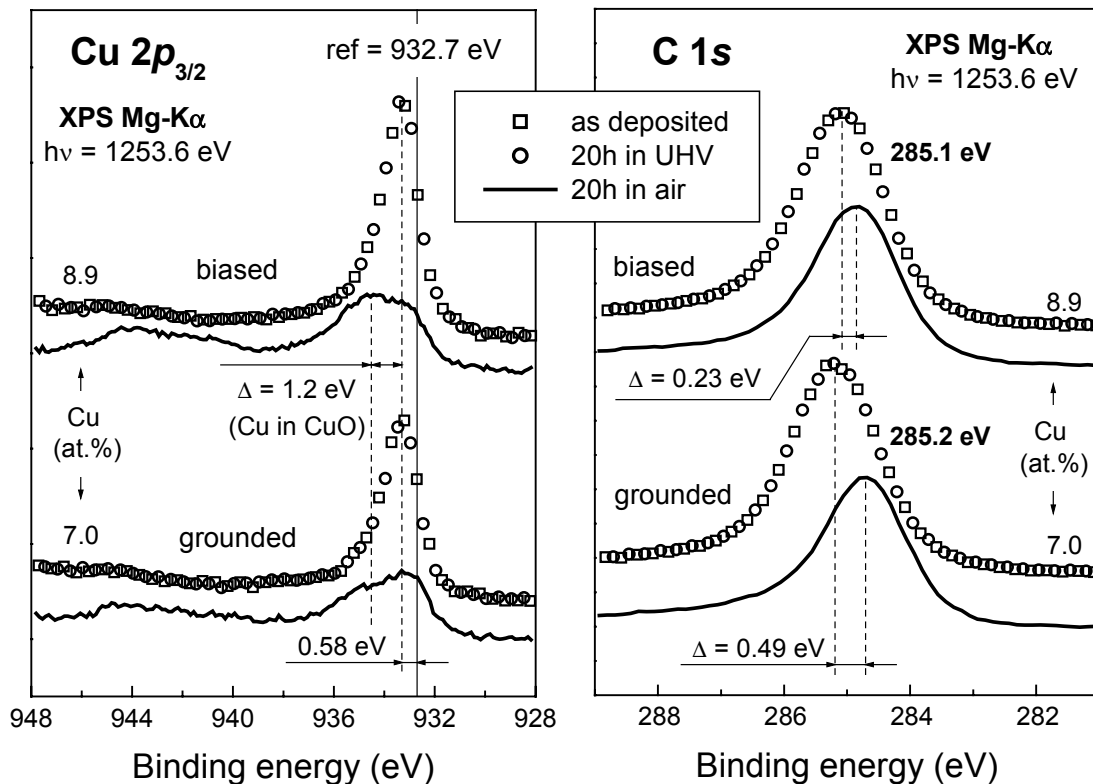 Cu 2p3/2
ref = 932.7 eV
XPS Mg-Kα
hν = 1253.6 eV
8.9
biased
Δ = 1.2 eV
(Cu in CuO)
Cu
(at.%)
7.0
grounded
0.58 eV
948
944
940
936
932
928
Binding energy (eV)
as deposited
20h in UHV
20h in air
C 1s
XPS Mg-Kα
hν = 1253.6 eV
285.1 eV
biased
8.9
Δ = 0.23 eV
285.2 eV
Cu
(at.%)
grounded
7.0
Δ = 0.49 eV
288
286
284
282
Binding energy (eV)